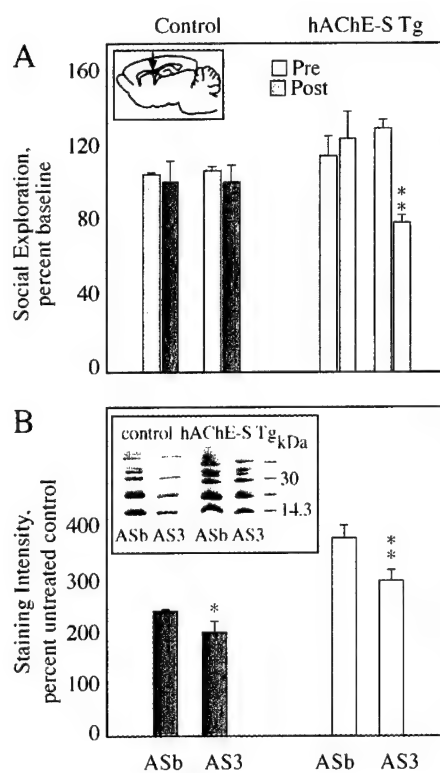 A
Control
hAChE-S Tg
Pre
Post
Social Exploration,
percent baseline
160
120
80
40
0
**
B
Staining Intensity,
percent untreated control
400
300
200
100
0
control hAChE-S Tg
kDa
30
14.3
ASb AS3 ASb AS3
*
**
ASb AS3 ASb AS3